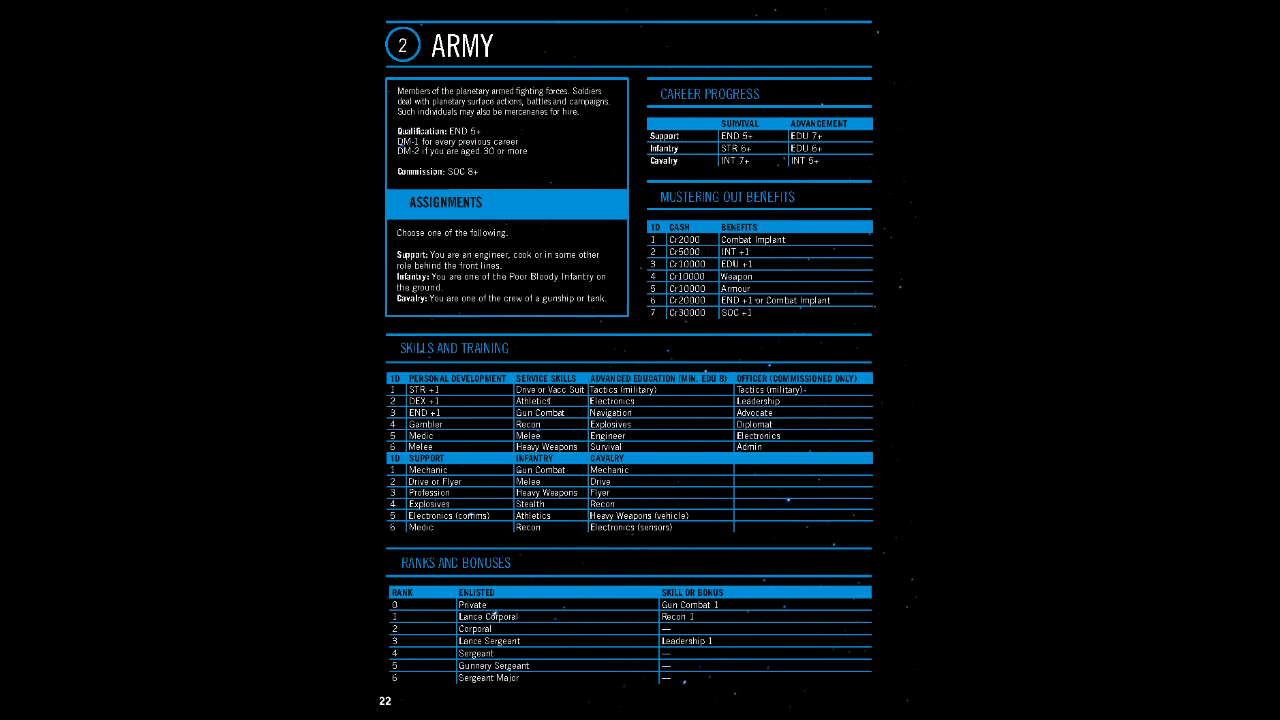 2 ARMY
Members of the planetary armed fighting forces. Soldiers
deal with planetary surface actions, battles and campaigns.
Such individuals may also be mercenaries for hire.
Qualification: END 5+
DM-1 for every previous career
DM-2 if you are aged 30 or more
Commission: SOC 8+
ASSIGNMENTS
Choose one of the following.
Support: You are an engineer, cook or in some other
role behind the front lines.
Infantry: You are one of the Poor Bloody Infantry on
the ground.
Cavalry: You are one of the crew of a gunship or tank.
CAREER PROGRESS
SURVIVAL ADVANCEMENT
Support END 5+ EDU 7+
Infantry STR 6+ EDU 6+
Cavalry INT 7+ INT 5+
MUSTERING OUT BENEFITS
1D CASH BENEFITS
1 Cr2000 Combat Implant
2 Cr5000 INT +1
3 Cr10000 EDU +1
4 Cr10000 Weapon
5 Cr10000 Armour
6 Cr20000 END +1 or Combat Implant
7 Cr30000 SOC +1
SKILLS AND TRAINING
1D PERSONAL DEVELOPMENT SERVICE SKILLS ADVANCED EDUCATION (MIN. EDU 8) OFFICER (COMMISSIONED ONLY)
1 STR +1 Drive or Vacc Suit Tactics (military) Tactics (military)
2 DEX +1 Athletics Electronics Leadership
3 END +1 Gun Combat Navigation Advocate
4 Gambler Recon Explosives Diplomat
5 Medic Melee Engineer Electronics
6 Melee Heavy Weapons Survival Admin
1D SUPPORT INFANTRY CAVALRY
1 Mechanic Gun Combat Mechanic
2 Drive or Flyer Melee Drive
3 Profession Heavy Weapons Flyer
4 Explosives Stealth Recon
5 Electronics (comms) Athletics Heavy Weapons (vehicle)
6 Medic Recon Electronics (sensors)
RANKS AND BONUSES
RANK ENLISTED SKILL OR BONUS
0 Private Gun Combat 1
1 Lance Corporal Recon 1
2 Corporal —
3 Lance Sergeant Leadership 1
4 Sergeant —
5 Gunnery Sergeant —
6 Sergeant Major —
22